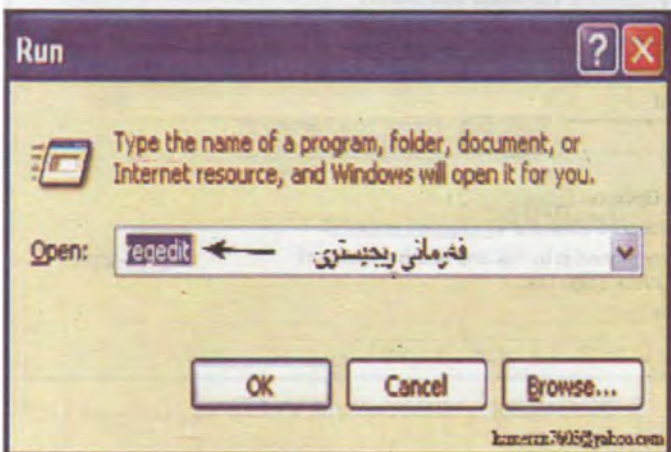 Run
Type the name of a program, folder, document, or
Internet resource, and Windows will open it for you.
Open: regedit فەرمانی ڕیجیستری
OK Cancel Browse...